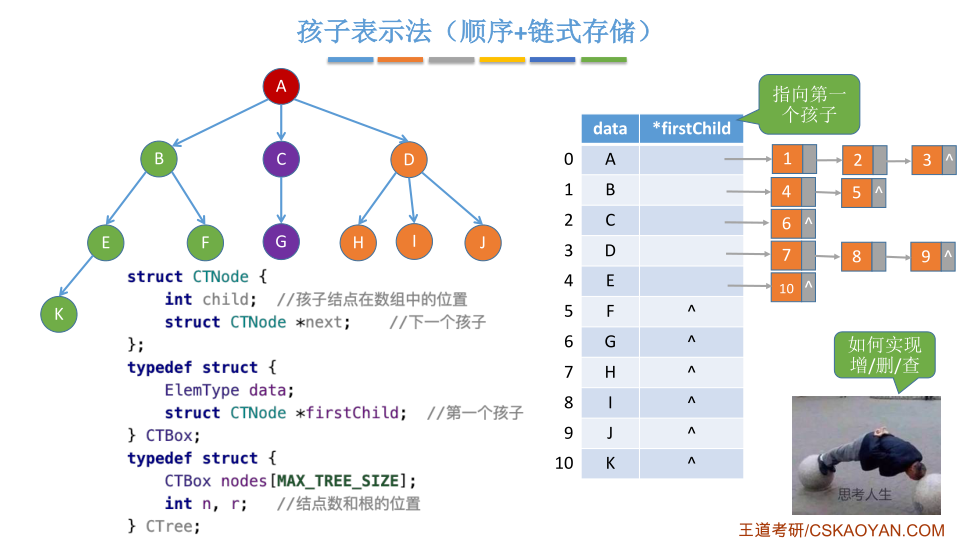 孩子表示法（顺序+链式存储）
A
B
C
D
E
F
G
H
I
J
K
struct CTNode {
int child; //孩子结点在数组中的位置
struct CTNode *next; //下一个孩子
};
typedef struct {
ElemType data;
struct CTNode *firstChild; //第一个孩子
} CTBox;
typedef struct {
CTBox nodes[MAX_TREE_SIZE];
int n, r; //结点数和根的位置
} CTree;
指向第一
个孩子
data *firstChild
0 A 1 2 3 ^
1 B 4 5 ^
2 C 6 ^
3 D 7 8 9 ^
4 E 10 ^
5 F ^
6 G ^
7 H ^
8 I ^
9 J ^
10 K ^
如何实现
增/删/查
思考人生
王道考研/CSKAOYAN.COM